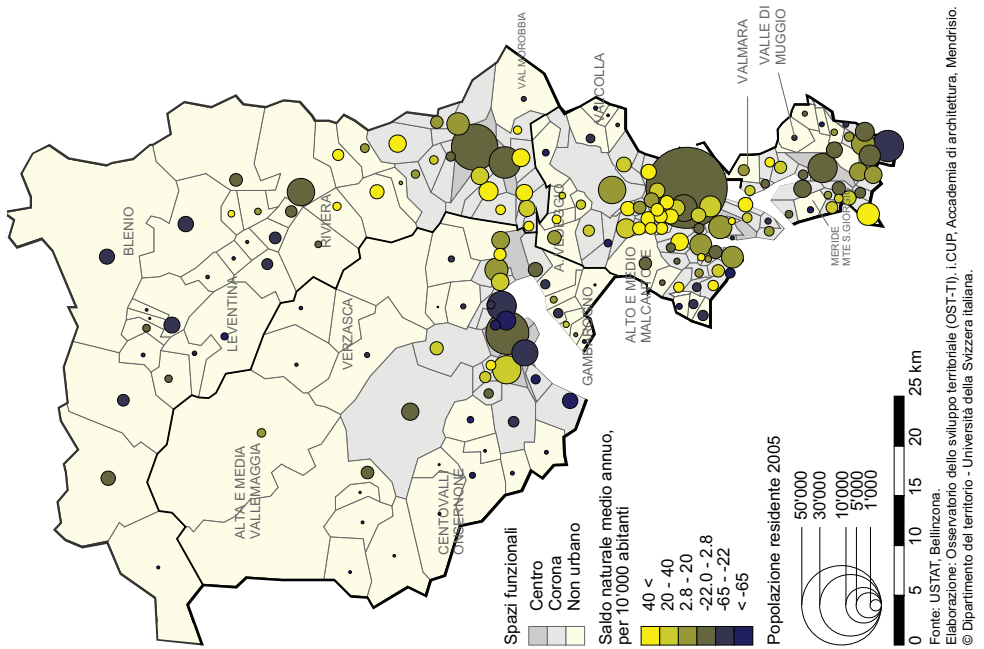 BLENIO
RIVIERA
LEVENTINA
VERZASCA
ALTA E MEDIA
VALLEMAGGIA
CENTOVALLI
ONSERNONE
VAL MOROBBIA
VALCOLLA
A.VEDEGGIO
GAMBAROGNO
ALTO E MEDIO
MALCANTONE
VALMARA
VALLE DI
MUGGIO
MERIDE
MTE S.GIORGIO
Spazi funzionali
Centro
Corona
Non urbano
Saldo naturale medio annuo,
per 10'000 abitanti
40 <
20 - 40
2.8 - 20
-22.0 - 2.8
-65 - -22
< -65
Popolazione residente 2005
50'000
30'000
10'000
5'000
1'000
0 5 10 15 20 25 km
Fonte: USTAT, Bellinzona.
Elaborazione: Osservatorio dello sviluppo territoriale (OST-TI). i.CUP, Accademia di architettura, Mendrisio.
© Dipartimento del territorio - Università della Svizzera italiana.